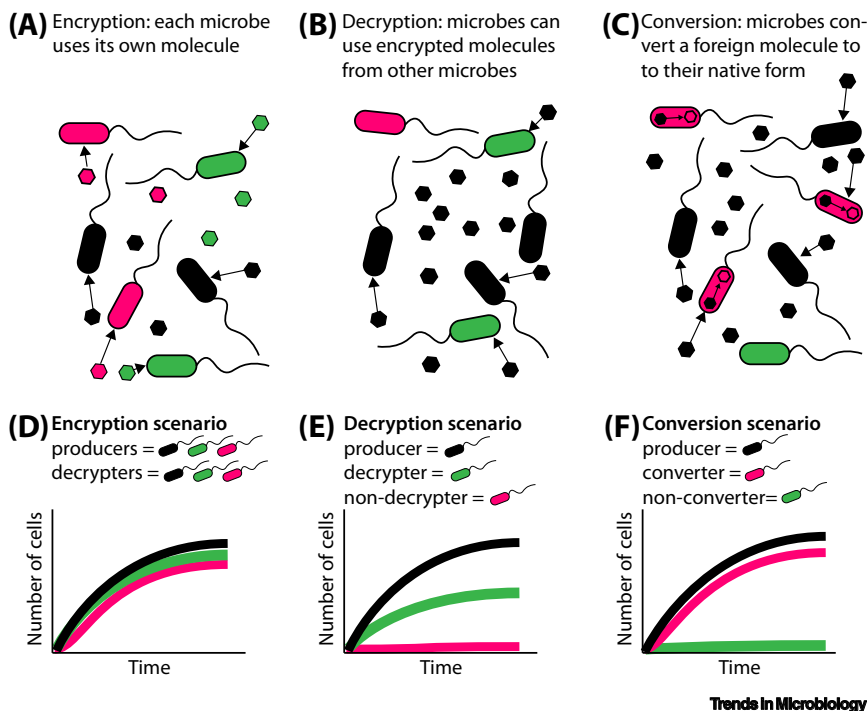 (A) Encryption: each microbe
uses its own molecule
(B) Decryption: microbes can
use encrypted molecules
from other microbes
(C) Conversion: microbes con-
vert a foreign molecule to
to their native form
(D) Encryption scenario
producers =
decrypters =
Number of cells
Time
(E) Decryption scenario
producer =
decrypter =
non-decrypter =
Number of cells
Time
(F) Conversion scenario
producer =
converter =
non-converter=
Number of cells
Time
Trends in Microbiology